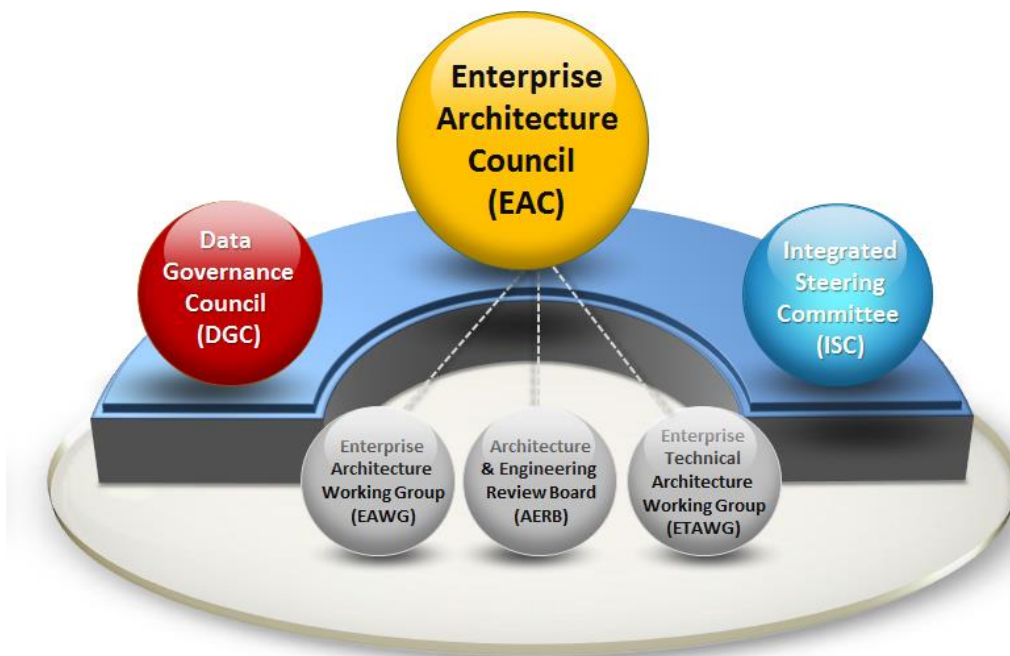 Enterprise
Architecture
Council
(EAC)
Data
Governance
Council
(DGC)
Integrated
Steering
Committee
(ISC)
Enterprise
Architecture
Working Group
(EAWG)
Architecture
& Engineering
Review Board
(AERB)
Enterprise
Technical
Architecture
Working Group
(ETAWG)